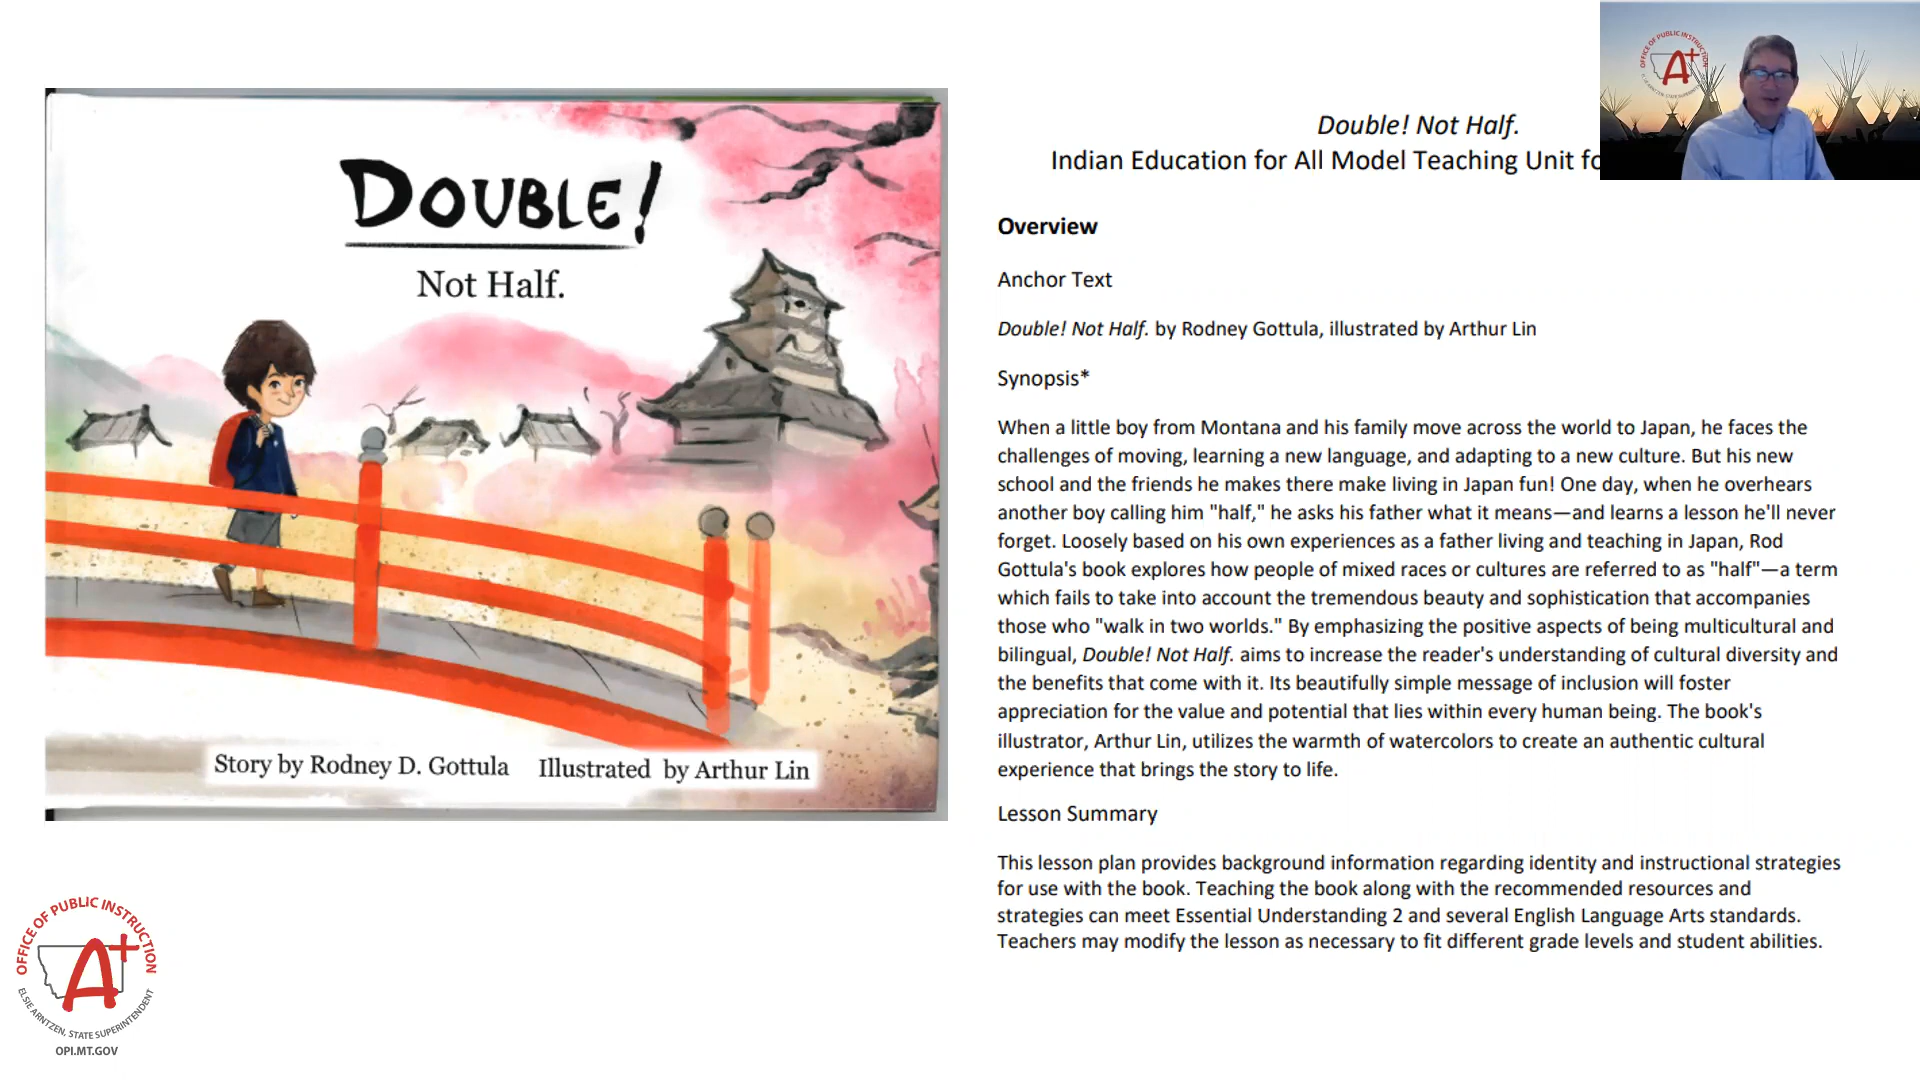 DOUBLE!
Not Half.
Story by Rodney D. Gottula Illustrated by Arthur Lin
OFFICE OF PUBLIC INSTRUCTION
A+
ELSIE ARNTZEN, STATE SUPERINTENDENT
OPI.MT.GOV
Double! Not Half.
Indian Education for All Model Teaching Unit
Overview
Anchor Text
Double! Not Half. by Rodney Gottula, illustrated by Arthur Lin
Synopsis*
When a little boy from Montana and his family move across the world to Japan, he faces the
challenges of moving, learning a new language, and adapting to a new culture. But his new
school and the friends he makes there make living in Japan fun! One day, when he overhears
another boy calling him "half," he asks his father what it means—and learns a lesson he'll never
forget. Loosely based on his own experiences as a father living and teaching in Japan, Rod
Gottula's book explores how people of mixed races or cultures are referred to as "half"—a term
which fails to take into account the tremendous beauty and sophistication that accompanies
those who "walk in two worlds." By emphasizing the positive aspects of being multicultural and
bilingual, Double! Not Half. aims to increase the reader's understanding of cultural diversity and
the benefits that come with it. Its beautifully simple message of inclusion will foster
appreciation for the value and potential that lies within every human being. The book's
illustrator, Arthur Lin, utilizes the warmth of watercolors to create an authentic cultural
experience that brings the story to life.
Lesson Summary
This lesson plan provides background information regarding identity and instructional strategies
for use with the book. Teaching the book along with the recommended resources and
strategies can meet Essential Understanding 2 and several English Language Arts standards.
Teachers may modify the lesson as necessary to fit different grade levels and student abilities.
OFFICE OF PUBLIC INSTRUCTION
A+